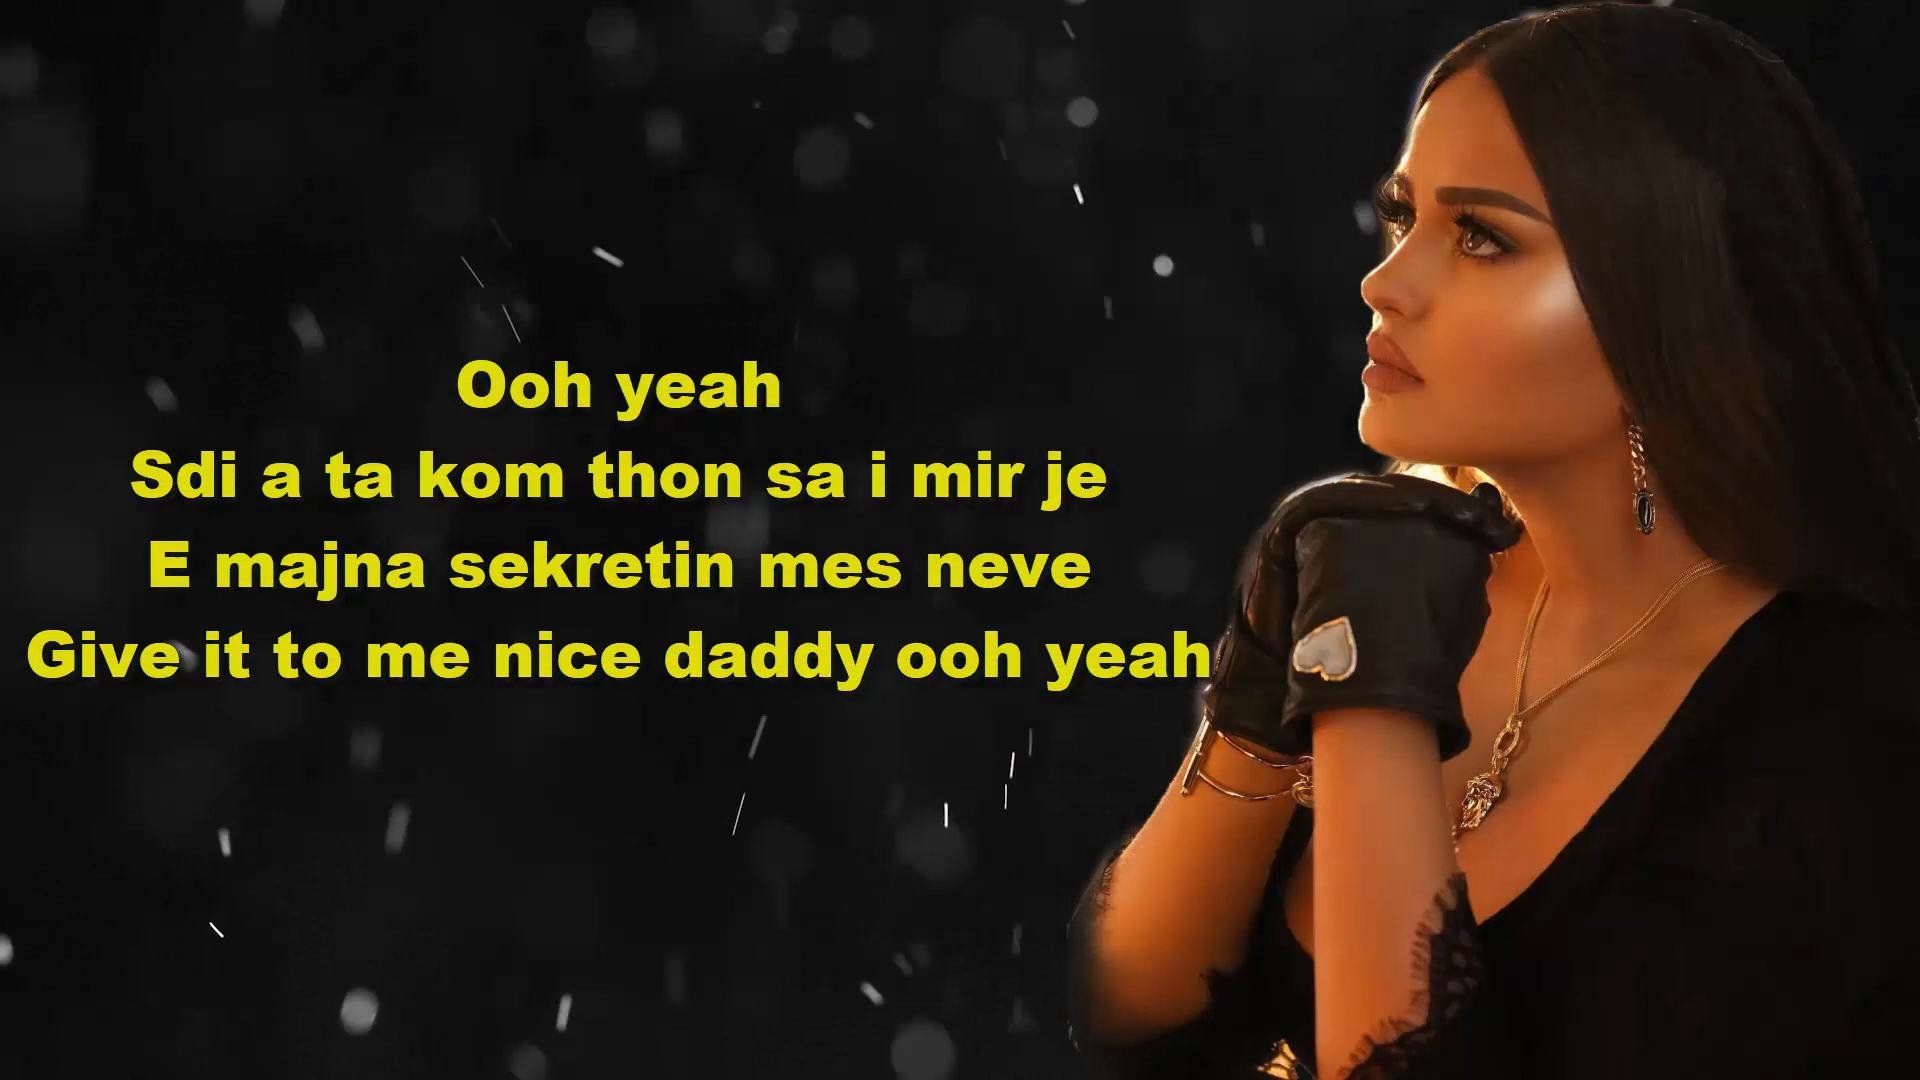 Ooh yeah
Sdi a ta kom thon sa i mir je
E majna sekretin mes neve
Give it to me nice daddy ooh yeah